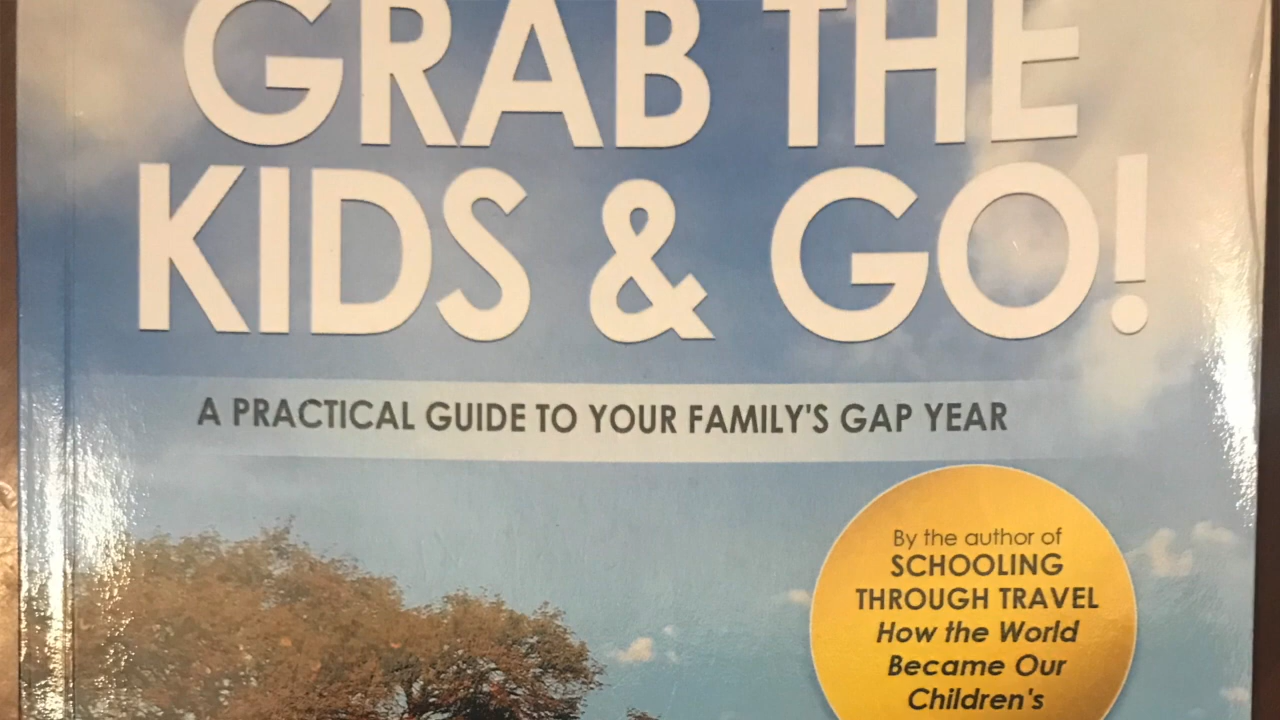 GRAB THE
KIDS & GO!
A PRACTICAL GUIDE TO YOUR FAMILY'S GAP YEAR
By the author of
SCHOOLING
THROUGH TRAVEL
How the World
Became Our
Children's